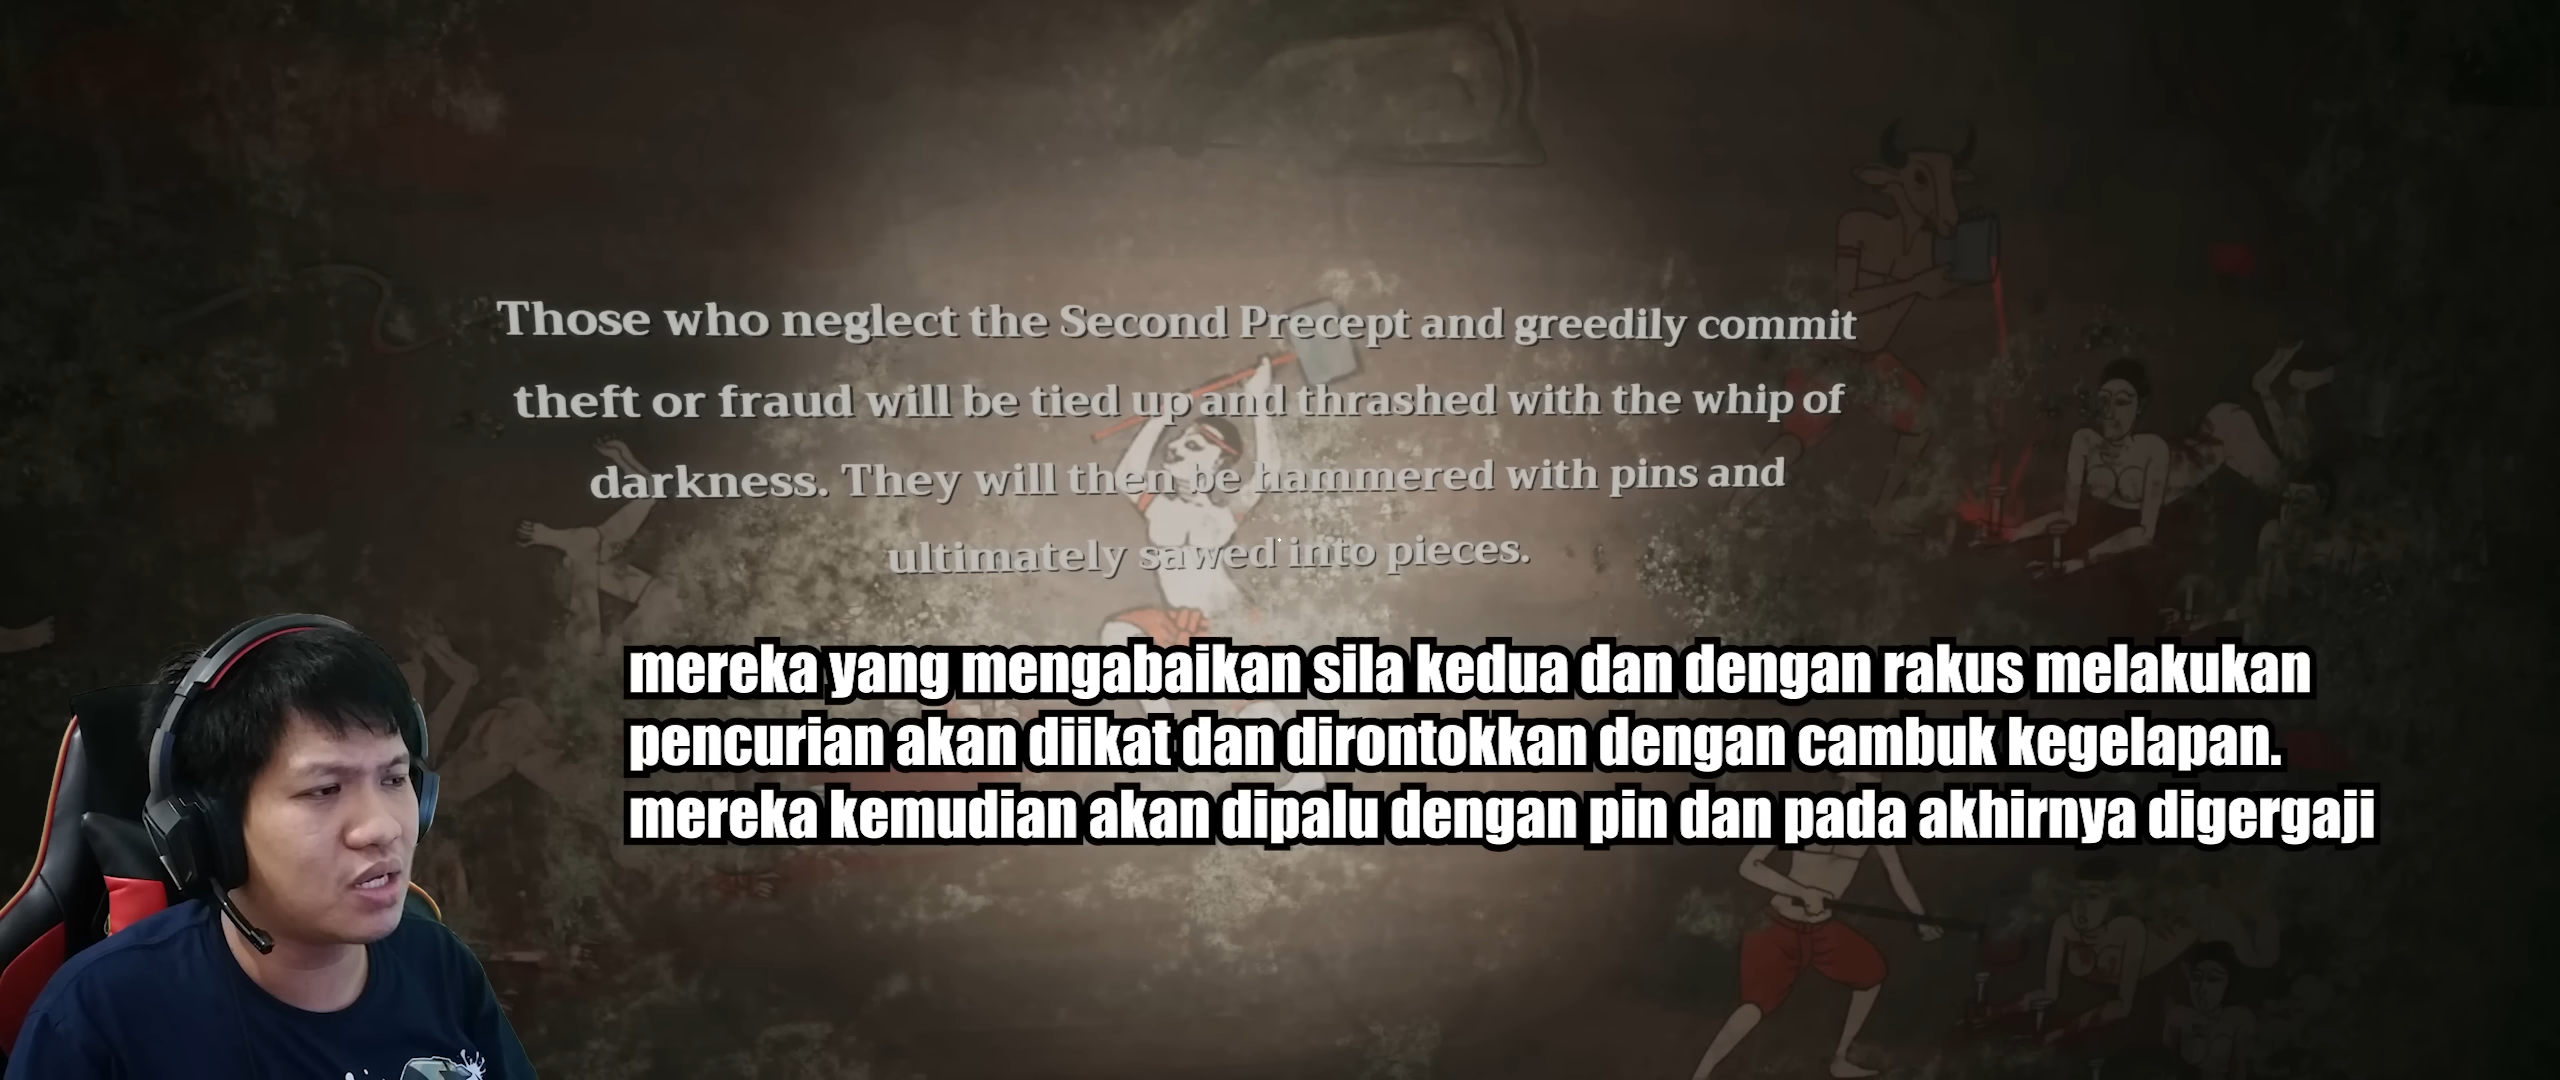 Those who neglect the Second Precept and greedily commit
theft or fraud will be tied up and thrashed with the whip of
darkness. They will then be hammered with pins and
ultimately sawed into pieces.
mereka yang mengabaikan sila kedua dan dengan rakus melakukan
pencurian akan diikat dan dirontokkan dengan cambuk kegelapan.
mereka kemudian akan dipalu dengan pin dan pada akhirnya digergaji